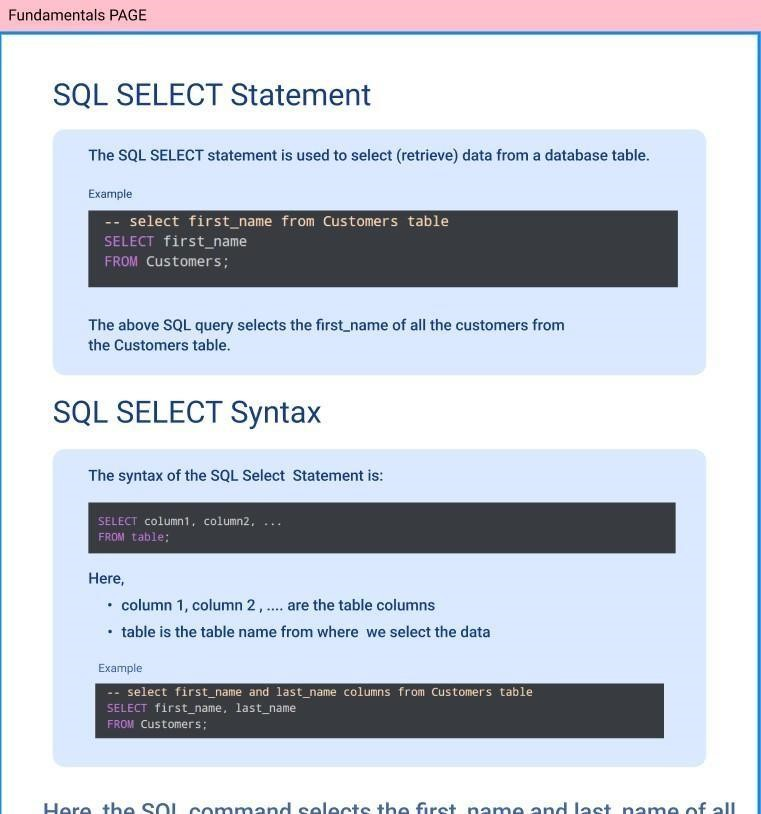 Fundamentals PAGE
SQL SELECT Statement
The SQL SELECT statement is used to select (retrieve) data from a database table.
Example
-- select first_name from Customers table
SELECT first_name
FROM Customers;
The above SQL query selects the first_name of all the customers from
the Customers table.
SQL SELECT Syntax
The syntax of the SQL Select  Statement is:
SELECT column1, column2, ...
FROM table;
Here,
• column 1, column 2 , .... are the table columns
• table is the table name from where  we select the data
Example
-- select first_name and last_name columns from Customers table
SELECT first_name, last_name
FROM Customers;
Here, the SQL command selects the first_name and last_name of all